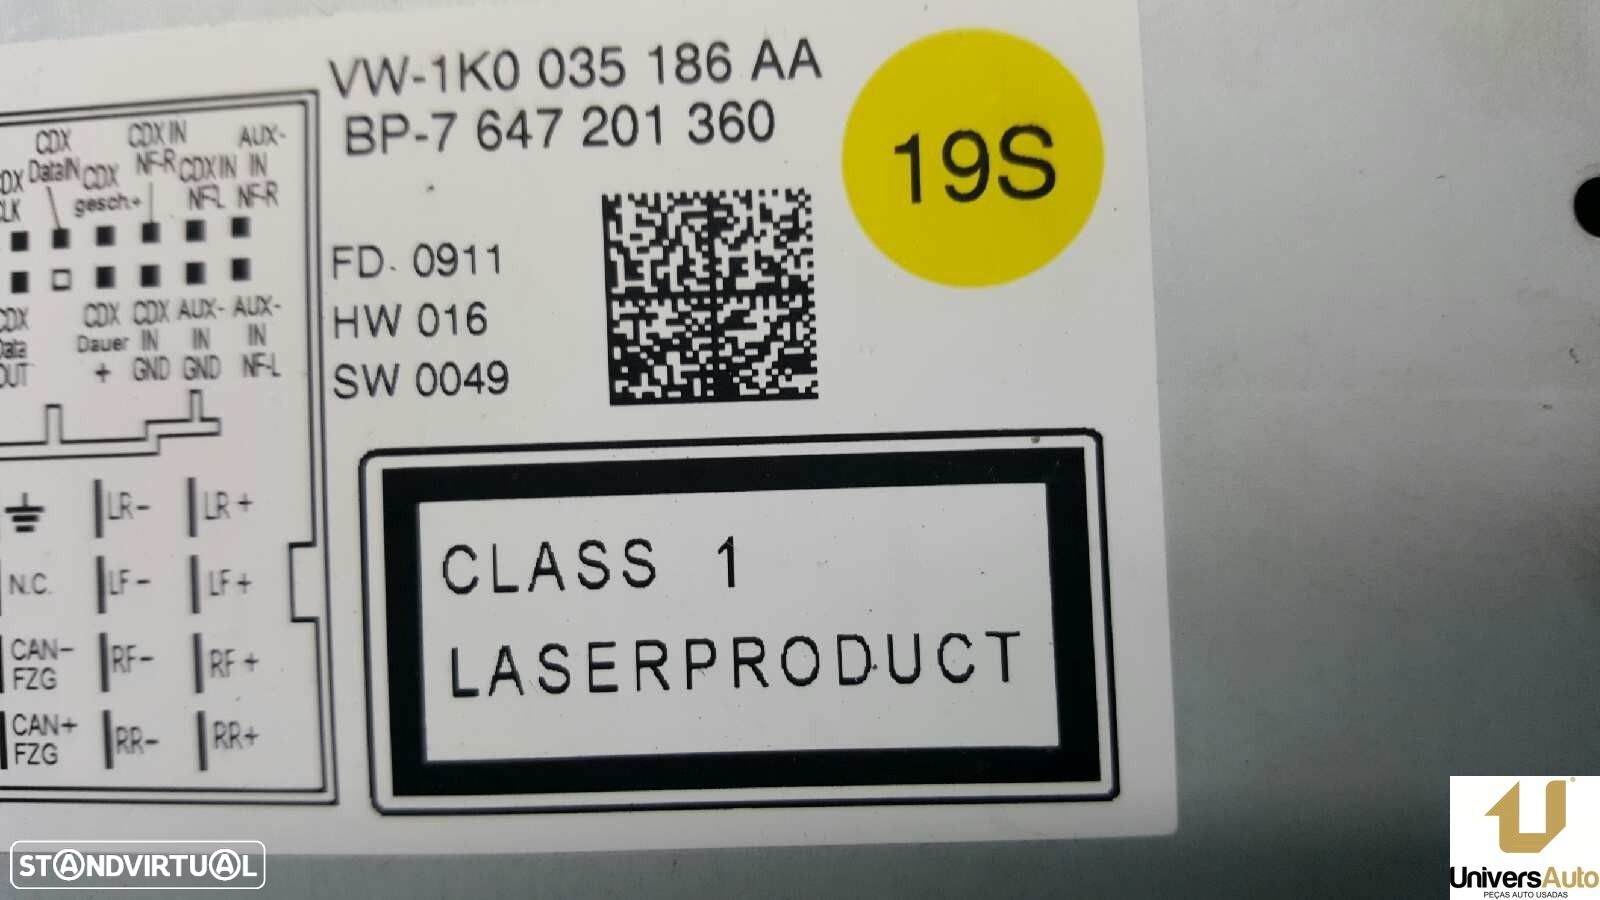 VW-1K0 035 186 AA
BP-7 647 201 360
19S
FD. 0911
HW 016
SW 0049
CLASS 1
LASERPRODUCT
CDX
DataIN
CDX
gesch.+
CDX IN
NF-R
CDX IN
NF-L
AUX-
IN
NF-R
CDX
Dauer
+
CDX
IN
GND
AUX-
IN
GND
AUX-
IN
NF-L
LR-
LR+
N.C.
LF-
LF+
CAN-
FZG
RF-
RF+
CAN+
FZG
RR-
RR+
STANDVIRTUAL
UniversAuto
PEÇAS AUTO USADAS